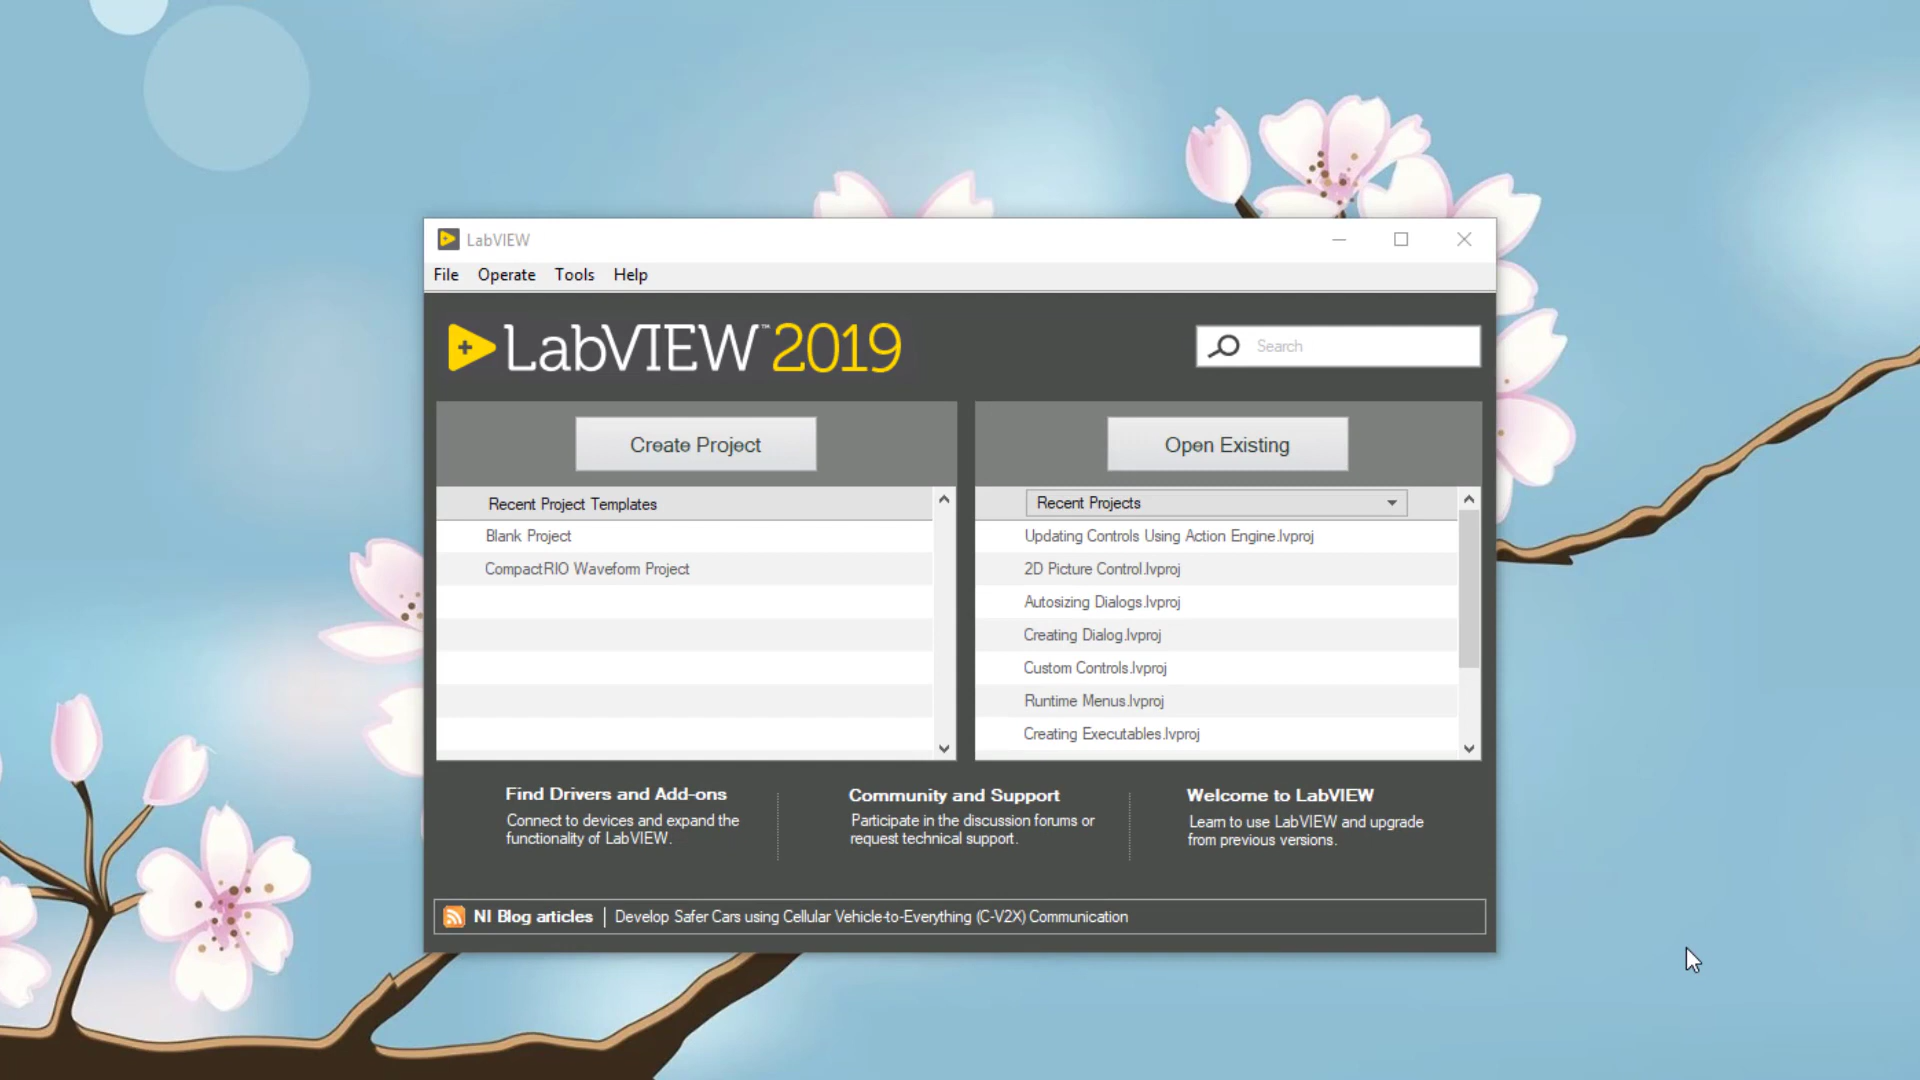 LabVIEW
File Operate Tools Help
LabVIEW™ 2019
Search
Create Project
Open Existing
Recent Project Templates
Blank Project
CompactRIO Waveform Project
Recent Projects
Updating Controls Using Action Engine.lvproj
2D Picture Control.lvproj
Autosizing Dialogs.lvproj
Creating Dialog.lvproj
Custom Controls.lvproj
Runtime Menus.lvproj
Creating Executables.lvproj
Find Drivers and Add-ons
Connect to devices and expand the
functionality of LabVIEW.
Community and Support
Participate in the discussion forums or
request technical support.
Welcome to LabVIEW
Learn to use LabVIEW and upgrade
from previous versions.
NI Blog articles | Develop Safer Cars using Cellular Vehicle-to-Everything (C-V2X) Communication